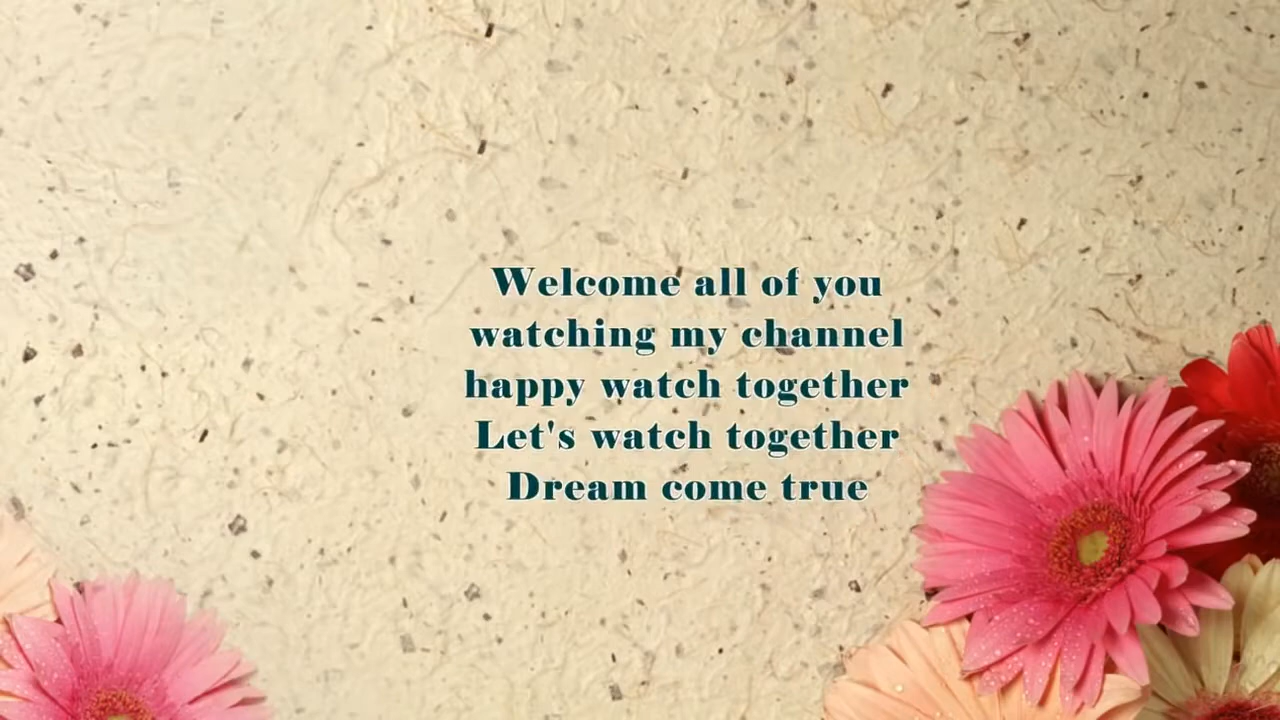 Welcome all of you
watching my channel
happy watch together
Let's watch together
Dream come true